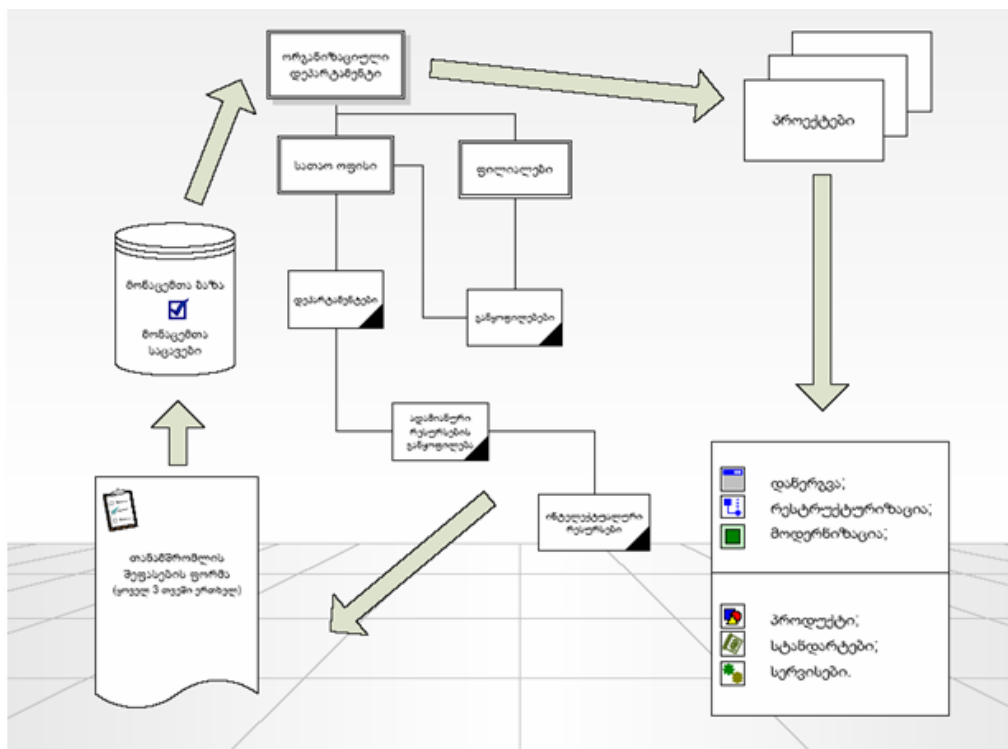 ორგანიზაციული
დეპარტამენტი
პროექტები
სათაო ოფისი
ფილიალები
მონაცემთა ბაზა
მონაცემთა
საცავები
დეპარტამენტები
განყოფილებები
ადამიანური
რესურსების
განყოფილება
ინტელექტუალური
რესურსები
თანამშრომლის
შეფასების ფორმა
(ყოველ 3 თვეში ერთხელ)
დანერგვა;
რესტრუქტურიზაცია;
მოდერნიზაცია;
პროდუქტი;
სტანდარტები;
სერვისები.